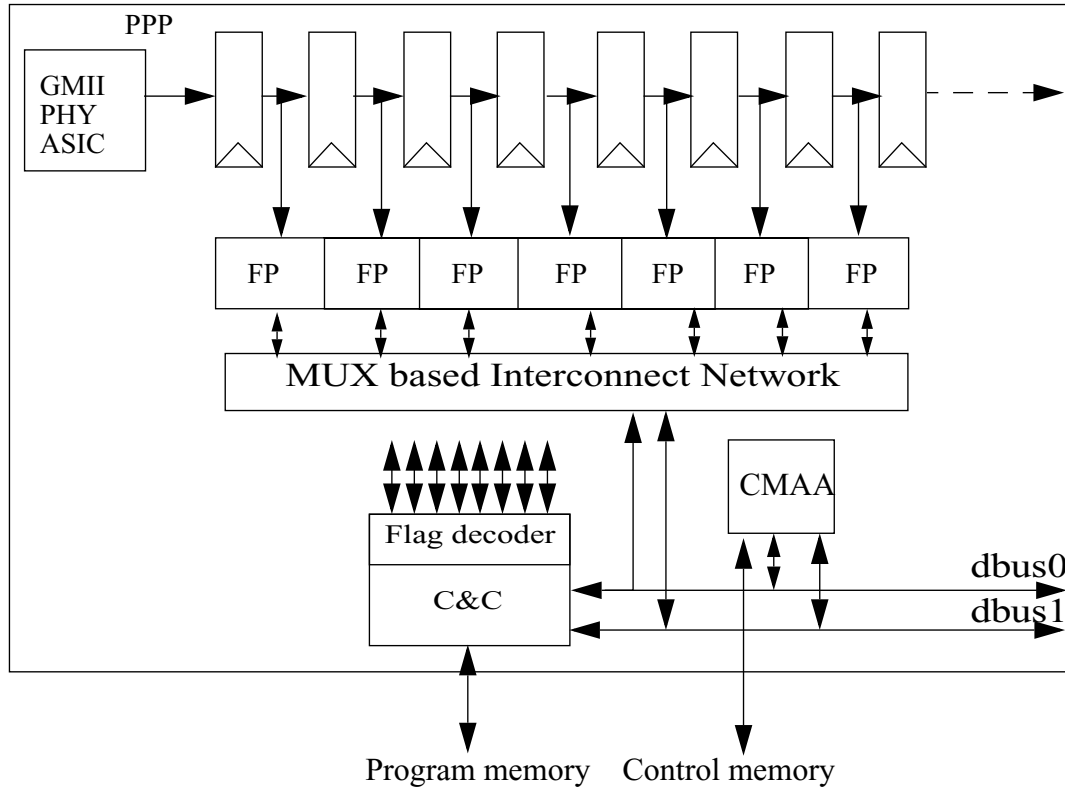 PPP
GMII
PHY
ASIC
FP FP FP FP FP FP FP
MUX based Interconnect Network
CMAA
Flag decoder
C&C
dbus0
dbus1
Program memory
Control memory